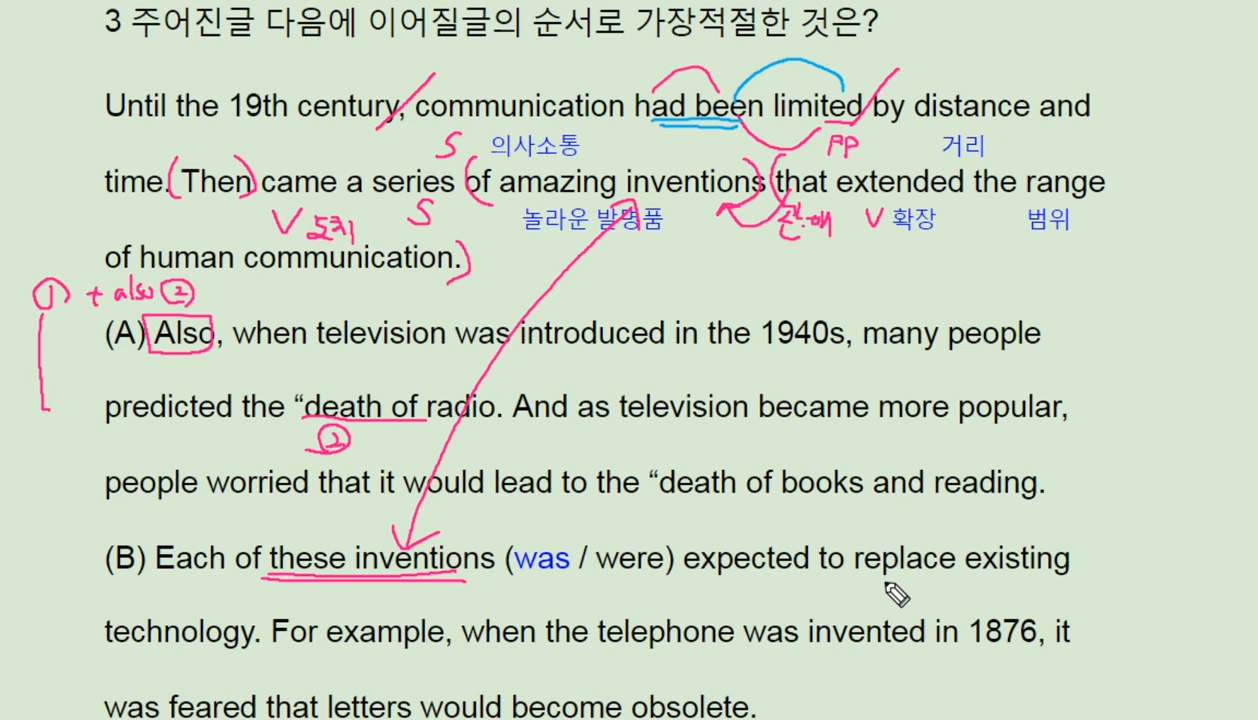 3 주어진글 다음에 이어질글의 순서로 가장적절한 것은?
Until the 19th century, communication had been limited by distance and
S 의사소통 PP 거리
time. (Then) came a series (of amazing inventions) (that extended the range
V 도치 S 놀라운 발명품 관.대 V 확장 범위
of human communication.)
① + also ②
(A) Also, when television was introduced in the 1940s, many people
predicted the “death of radio. And as television became more popular,
②
people worried that it would lead to the “death of books and reading.
(B) Each of these inventions (was / were) expected to replace existing
technology. For example, when the telephone was invented in 1876, it
was feared that letters would become obsolete.